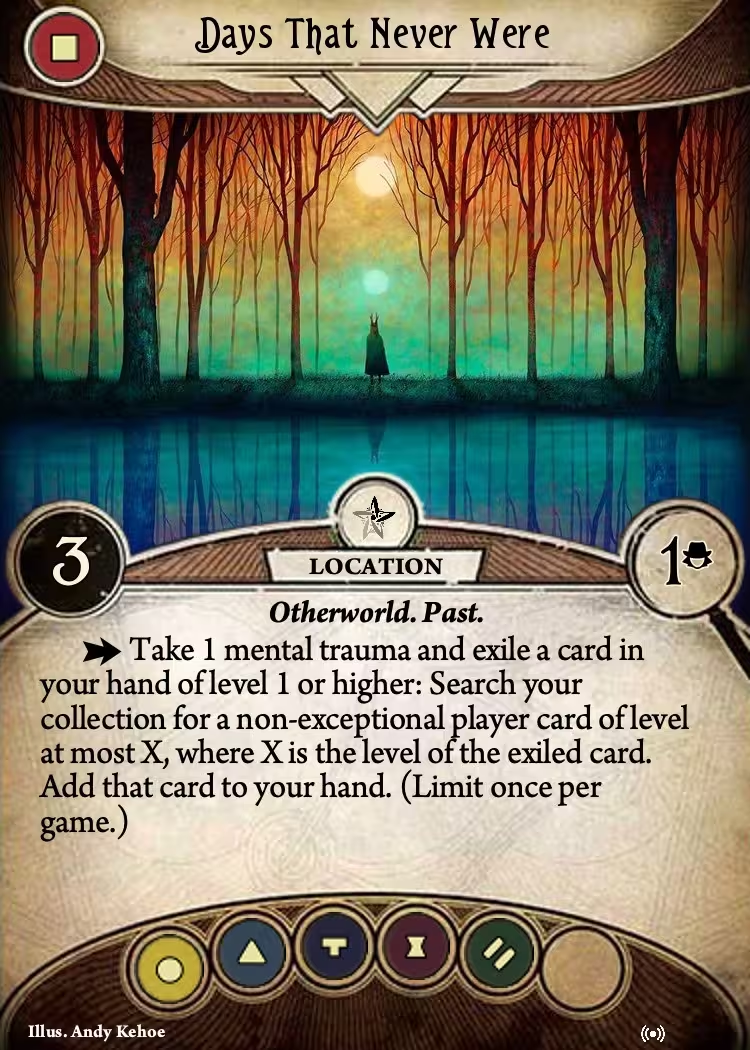 Days That Never Were
3
LOCATION
1
Otherworld. Past.
Take 1 mental trauma and exile a card in
your hand of level 1 or higher: Search your
collection for a non-exceptional player card of level
at most X, where X is the level of the exiled card.
Add that card to your hand. (Limit once per
game.)
Illus. Andy Kehoe